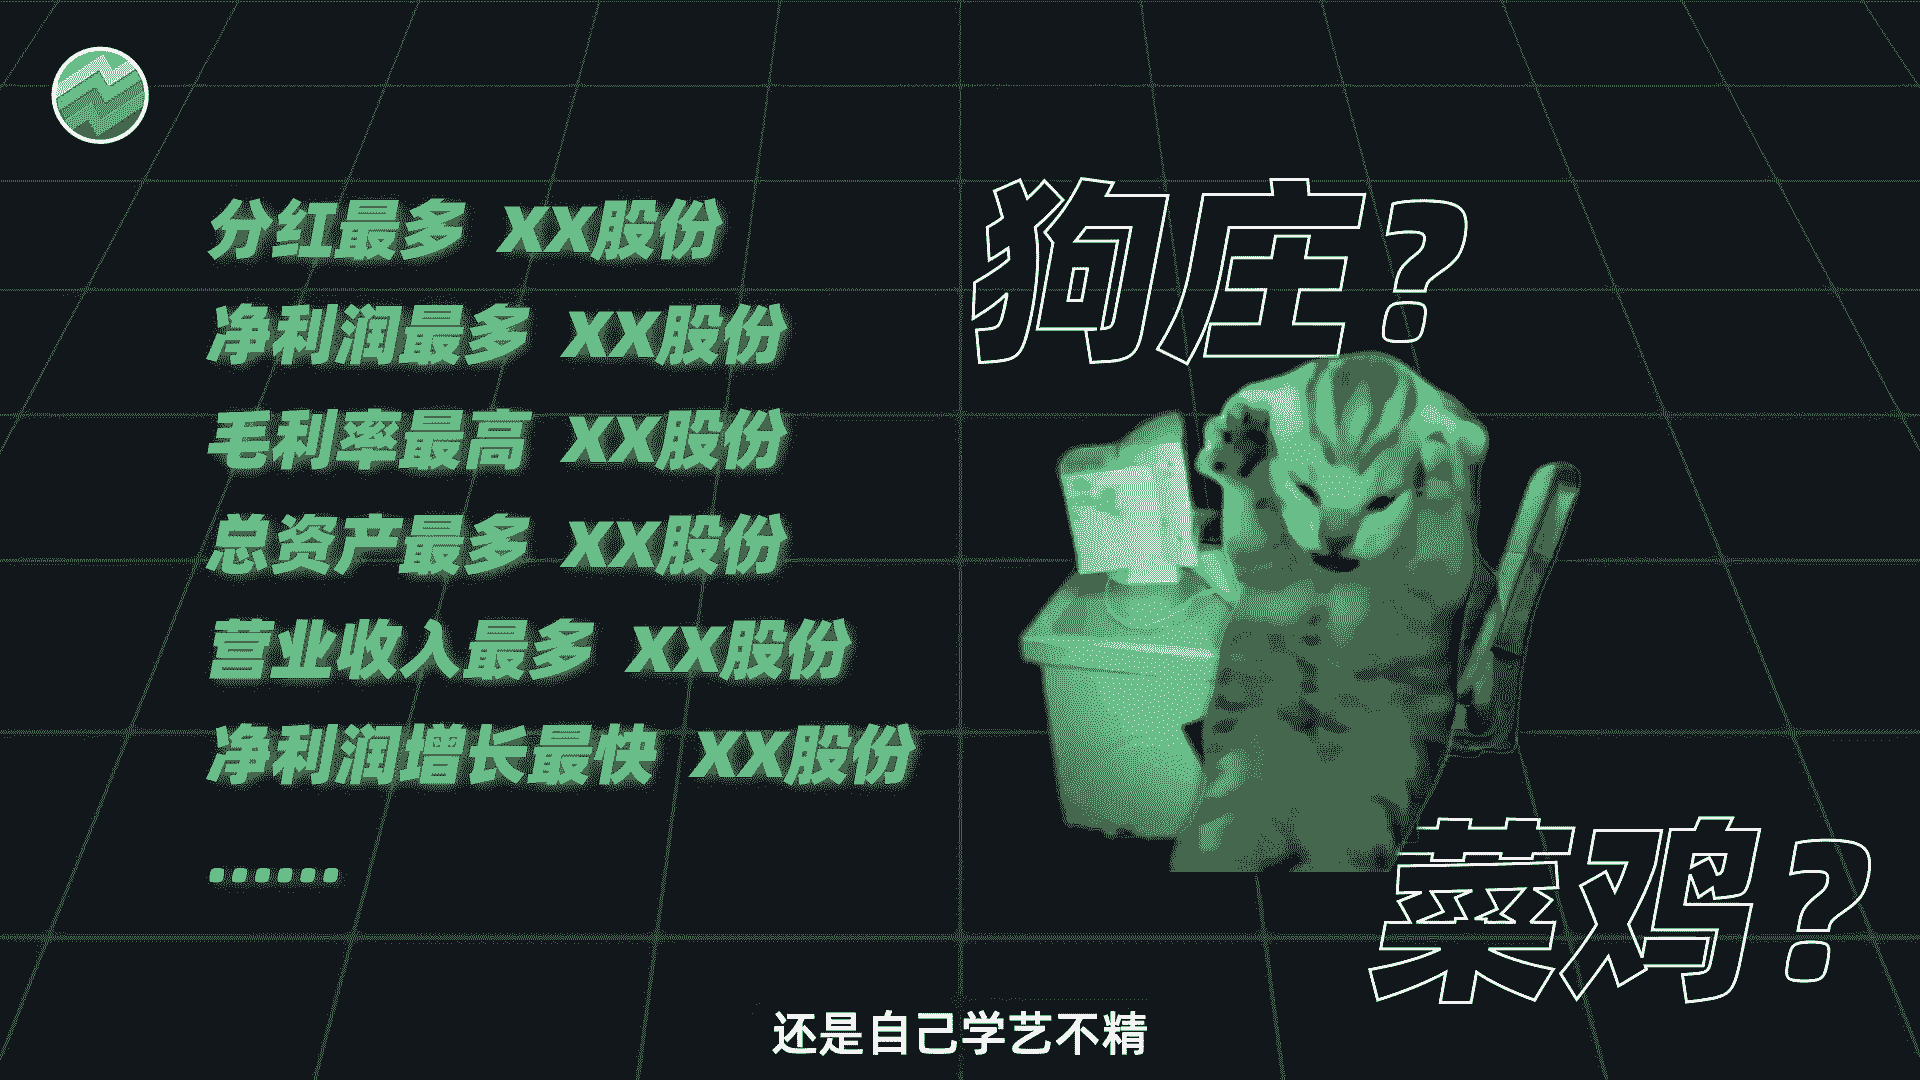 分红最多 XX股份
净利润最多 XX股份
毛利率最高 XX股份
总资产最多 XX股份
营业收入最多 XX股份
净利润增长最快 XX股份
......
狗庄?
菜鸡?
还是自己学艺不精